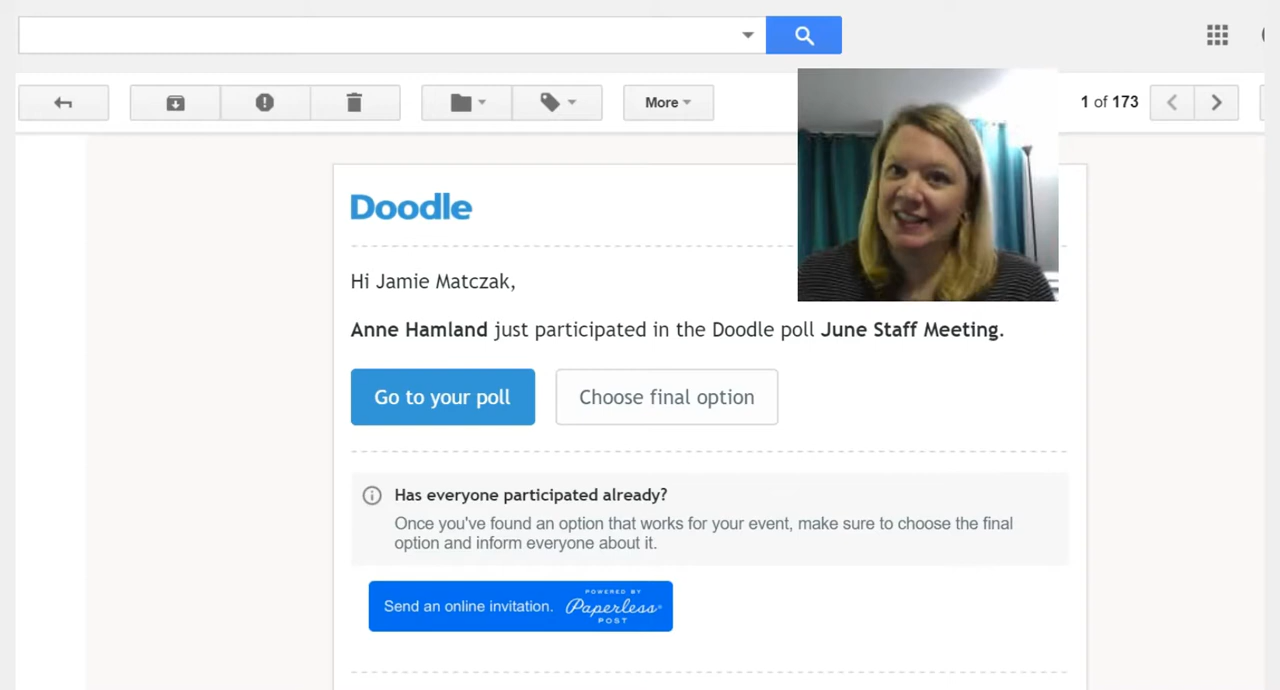 More
1 of 173
Doodle
Hi Jamie Matczak,
Anne Hamland just participated in the Doodle poll June Staff Meeting.
Go to your poll
Choose final option
Has everyone participated already?
Once you've found an option that works for your event, make sure to choose the final
option and inform everyone about it.
Send an online invitation.
POWERED BY
Paperless
POST